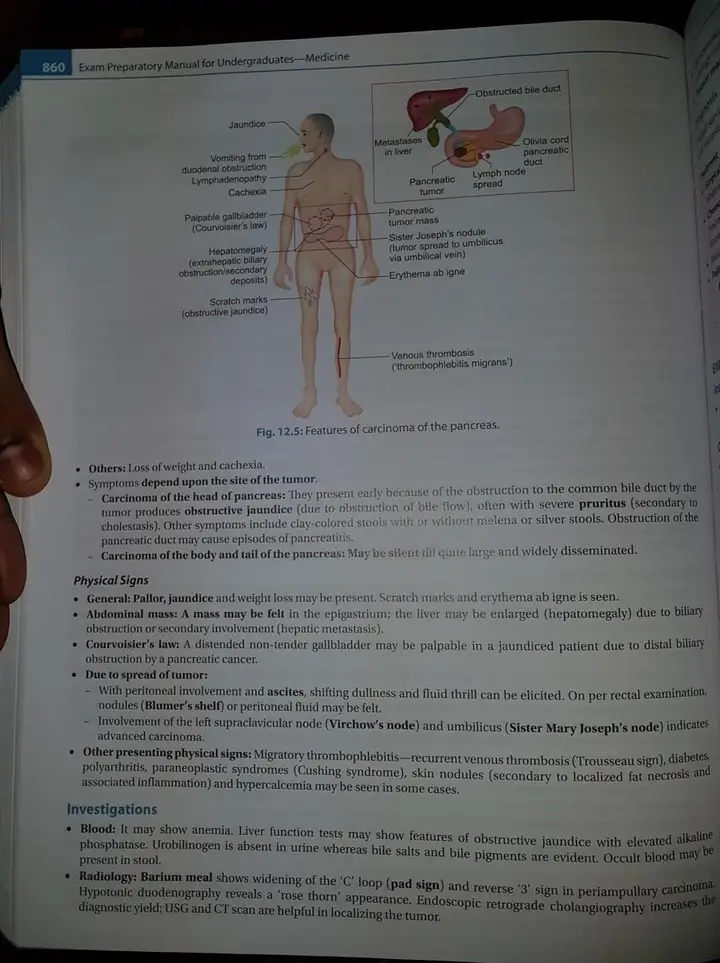 860 Exam Preparatory Manual for Undergraduates—Medicine
Jaundice
Vomiting from
duodenal obstruction
Lymphadenopathy
Cachexia
Palpable gallbladder
(Courvoisier's law)
Hepatomegaly
(extrahepatic biliary
obstruction/secondary
deposits)
Scratch marks
(obstructive jaundice)
Obstructed bile duct
Metastases
in liver
Olivia cord
pancreatic
duct
Lymph node
spread
Pancreatic
tumor
Pancreatic
tumor mass
Sister Joseph's nodule
(tumor spread to umbilicus
via umbilical vein)
Erythema ab igne
Venous thrombosis
('thrombophlebitis migrans')
Fig. 12.5: Features of carcinoma of the pancreas.
• Others: Loss of weight and cachexia.
• Symptoms depend upon the site of the tumor.
– Carcinoma of the head of pancreas: They present early because of the obstruction to the common bile duct by the
tumor produces obstructive jaundice (due to obstruction of bile flow), often with severe pruritus (secondary to
cholestasis). Other symptoms include clay-colored stools with or without melena or silver stools. Obstruction of the
pancreatic duct may cause episodes of pancreatitis.
– Carcinoma of the body and tail of the pancreas: May be silent till quite large and widely disseminated.
Physical Signs
• General: Pallor, jaundice and weight loss may be present. Scratch marks and erythema ab igne is seen.
• Abdominal mass: A mass may be felt in the epigastrium; the liver may be enlarged (hepatomegaly) due to biliary
obstruction or secondary involvement (hepatic metastasis).
• Courvoisier's law: A distended non-tender gallbladder may be palpable in a jaundiced patient due to distal biliary
obstruction by a pancreatic cancer.
• Due to spread of tumor:
– With peritoneal involvement and ascites, shifting dullness and fluid thrill can be elicited. On per rectal examination,
nodules (Blumer's shelf) or peritoneal fluid may be felt.
– Involvement of the left supraclavicular node (Virchow's node) and umbilicus (Sister Mary Joseph's node) indicates
advanced carcinoma.
• Other presenting physical signs: Migratory thrombophlebitis—recurrent venous thrombosis (Trousseau sign), diabetes,
polyarthritis, paraneoplastic syndromes (Cushing syndrome), skin nodules (secondary to localized fat necrosis and
associated inflammation) and hypercalcemia may be seen in some cases.
Investigations
• Blood: It may show anemia. Liver function tests may show features of obstructive jaundice with elevated alkaline
phosphatase. Urobilinogen is absent in urine whereas bile salts and bile pigments are evident. Occult blood may be
present in stool.
• Radiology: Barium meal shows widening of the 'C' loop (pad sign) and reverse '3' sign in periampullary carcinoma.
Hypotonic duodenography reveals a 'rose thorn' appearance. Endoscopic retrograde cholangiography increases the
diagnostic yield; USG and CT scan are helpful in localizing the tumor.